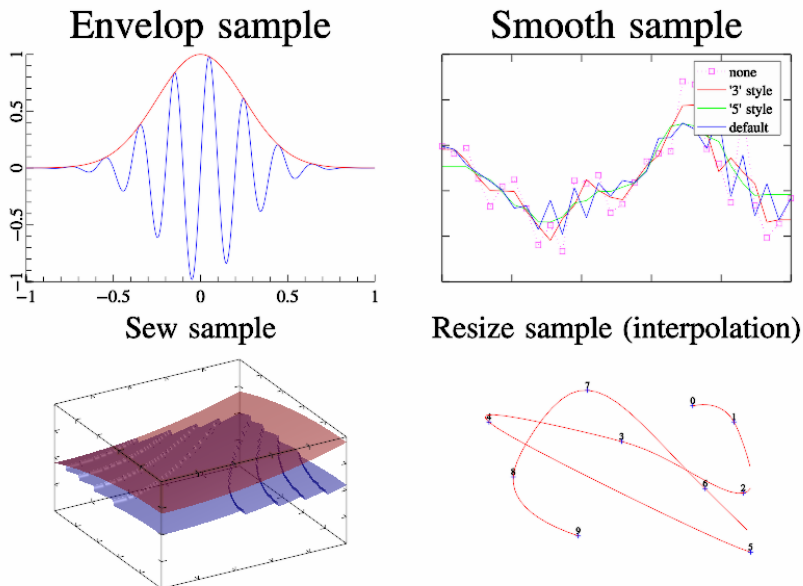 Envelop sample
Smooth sample
1
0.5
0
−0.5
−1
−1
−0.5
0
0.5
1
none
'3' style
'5' style
default
Sew sample
Resize sample (interpolation)
7
0
4
1
3
8
6
2
9
5